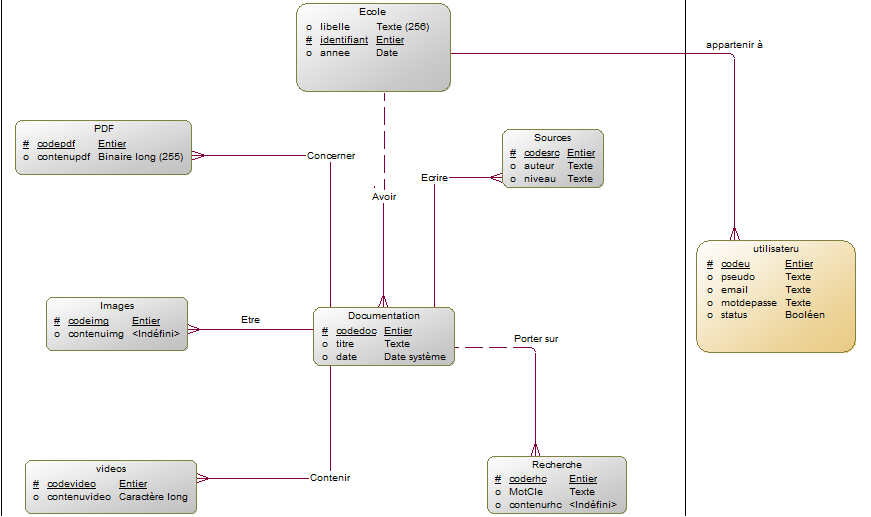 Ecole
o libelle Texte (256)
# identifiant Entier
o annee Date
appartenir à
PDF
# codepdf Entier
o contenupdf Binaire long (255)
Concerner
Sources
# codesrc Entier
o auteur Texte
o niveau Texte
Ecrire
Avoir
utilisateru
# codeu Entier
o pseudo Texte
o email Texte
o motdepasse Texte
o status Booléen
Images
# codeimg Entier
o contenuimg <Indéfini>
Etre
Documentation
# codedoc Entier
o titre Texte
o date Date système
Porter sur
videos
# codevideo Entier
o contenuvideo Caractère long
Contenir
Recherche
# coderhc Entier
o MotCle Texte
o contenurhc <Indéfini>